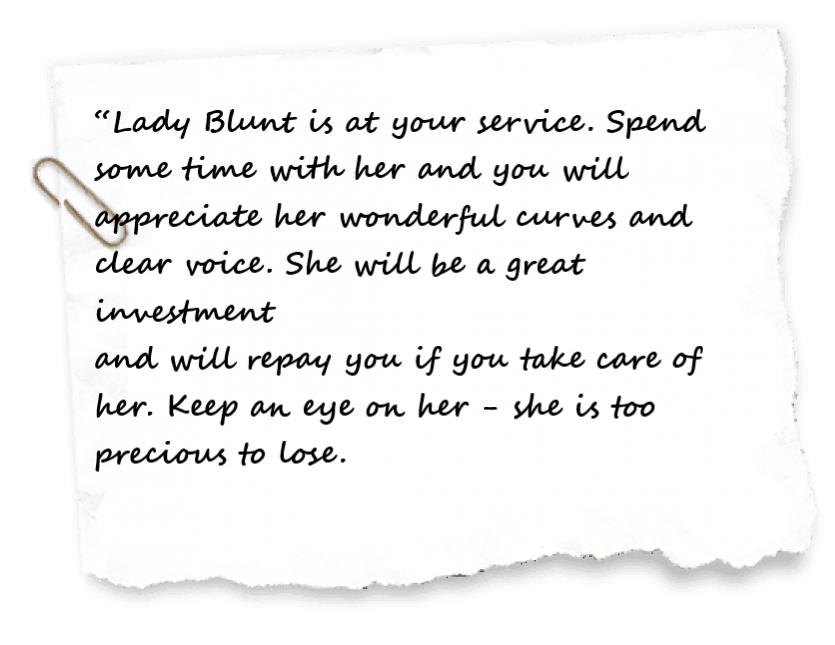 “Lady Blunt is at your service. Spend
some time with her and you will
appreciate her wonderful curves and
clear voice. She will be a great
investment
and will repay you if you take care of
her. Keep an eye on her - she is too
precious to lose.